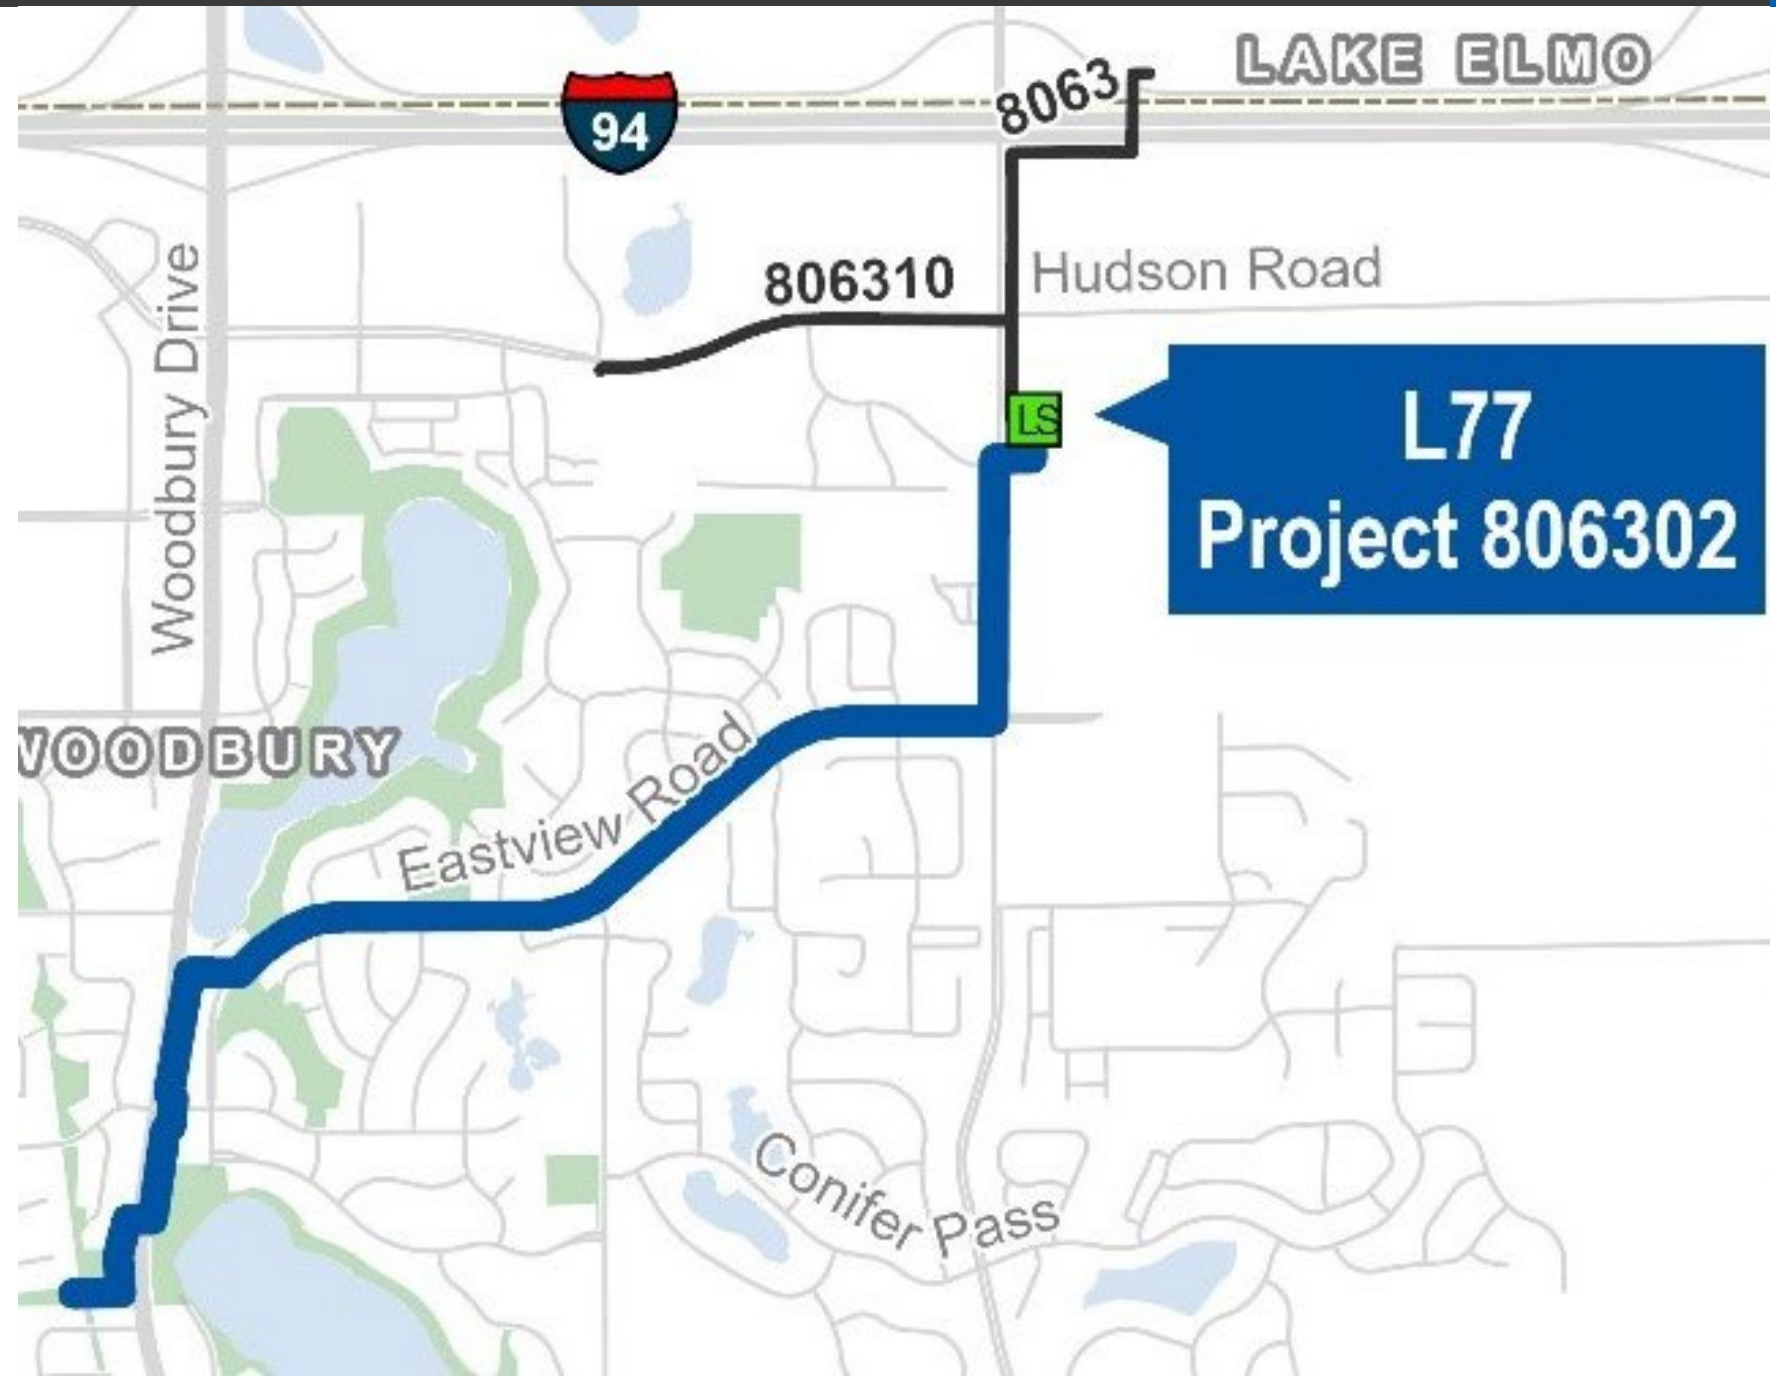 LAKE ELMO
8063
94
Hudson Road
806310
Woodbury Drive
LS
L77
Project 806302
WOODBURY
Eastview Road
Conifer Pass